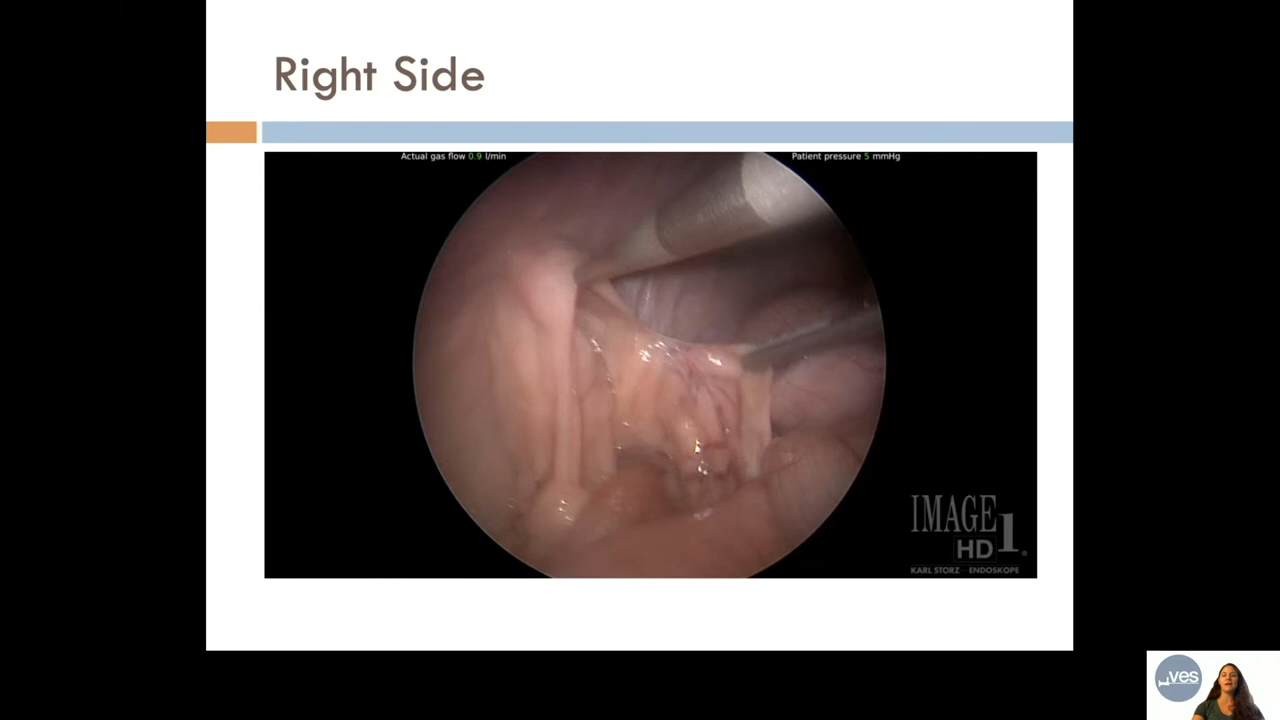 Right Side
Actual gas flow 0.9 l/min
Patient pressure 5 mmHg
IMAGE 1
HD
KARL STORZ ENDOSKOPE
ves